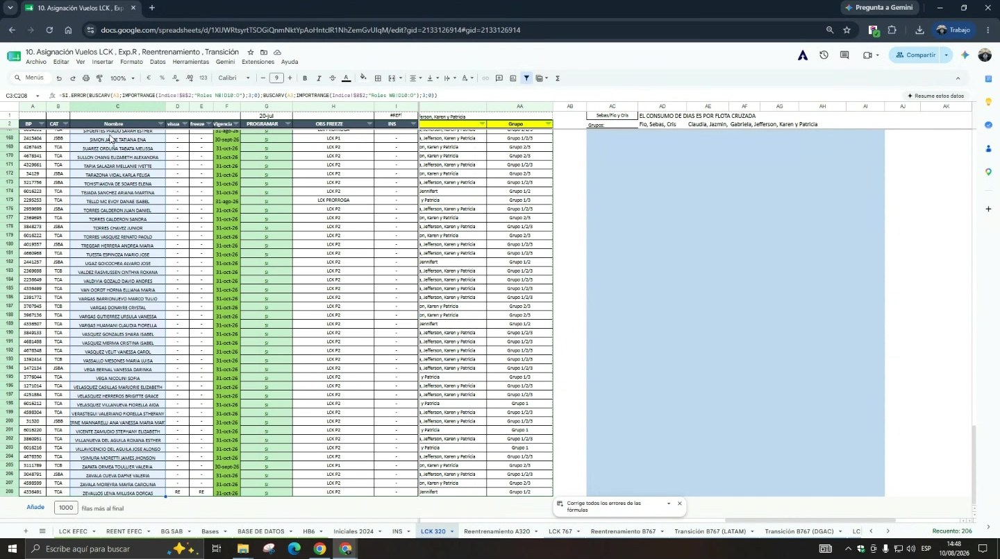 10. Asignación Vuelos LCK , Exp
Pregunta a Gemini
docs.google.com/spreadsheets/d/1XlJWRtsyrtTSOGiQnmNktYpAoHntcIR1NhZemGvUIqM/edit?gid=2133126914#gid=2133126914
Trabajo
10. Asignación Vuelos LCK , Exp.R , Reentrenamiento , Transición
Archivo Editar Ver Insertar Formato Datos Herramientas Gemini Extensiones Ayuda
Compartir
Menús 100% € % .0 .00 123 Calibri 9
C3:C208 =SI.ERROR(BUSCARV(A3;IMPORTRANGE(Indice!$B$2;"Roles NB!D10:O");3;0);BUSCARV(A3;IMPORTRANGE(Indice!$B$2;"Roles WB!D10:O");3;0))
Resume estos datos
A B C D E F G H I AA AB AC AD AE AF AG AH AI AJ AK
1 20-jul #REF! ferson, Karen y Patricia Sebas/Fio y Cris EL CONSUMO DE DIAS ES POR FLOTA CRUZADA
2 BP CAT Nombre visua freeze Vigencia PROGRAMAR OBS FREEZE INS Grupo Grupos: Fio, Sebas, Cris Claudia, Jazmin, Gabriela, Jefferson, Karen y Patricia
TCA SIFUENTES PRADO SARAH ESTHER - - 31-ago-26 SI LCK PRORROGA
168 2415404 JSBB TATIANA ENA - - 30-sept-26 SI LCK P2 - a, Jefferson, Karen y Patricia Grupo 1/2/3
169 4267445 TCA SUAREZ ORDUÑA TABATA MELISSA - - 31-oct-26 SI LCK P2 - on, Karen y Patricia Grupo 2/3
170 4678341 TCA SULLON CHANG ELIZABETH ALEXANDRA - - 31-oct-26 SI LCK P2 - on, Karen y Patricia Grupo 2/3
171 4329661 TCA TAPIA SALAZAR MELLANIE IVETTE - - 31-oct-26 SI LCK P2 - a, Jefferson, Karen y Patricia Grupo 1/2/3
172 34129 JSBA TARAZONA VIDAL KARLA FELISA - - 31-oct-26 SI LCK P2 - on, Karen y Patricia Grupo 2/3
173 3217756 JSBA TCHISTIAKOVA DE SOARES ELENA - - 31-oct-26 SI LCK P2 - a, Jefferson, Karen y Patricia Grupo 1/2/3
174 6016223 TCA TEJADA SANCHEZ ARIANA MARTINA - - 31-oct-26 SI LCK P2 - Jennifert Grupo 1/2
175 2295253 TCA TELLO MC EVOY DANAE ISABEL - - 31-ago-26 SI LCK PRORROGA - y Patricia Grupo 1/3
176 2959699 JSBA TORRES CALDERON JUAN DANIEL - - 31-oct-26 SI LCK P2 - a, Jefferson, Karen y Patricia Grupo 1/2/3
177 2369695 TCA TORRES CALDERON SANDRA - - 31-oct-26 SI LCK P2 - on, Karen y Patricia Grupo 2/3
178 3848273 JSBA TORRES CHAVEZ JUNIOR - - 31-oct-26 SI LCK P2 - a, Jefferson, Karen y Patricia Grupo 1/2/3
179 6016222 TCA TORRES VASQUEZ RENATO PAOLO - - 31-oct-26 SI LCK P2 - on, Karen y Patricia Grupo 2/3
180 4019357 JSBA TREGEAR HERRERA ANDREA MARIA - - 31-oct-26 SI LCK P2 - a, Jefferson, Karen y Patricia Grupo 1/2/3
181 4660968 TCA TUESTA ESPINOZA MARIO JOSE - - 31-oct-26 SI LCK P2 - a, Jefferson, Karen y Patricia Grupo 1/2/3
182 2441257 JSBA UGAZ GOICOCHEA ALVARO JOSE - - 31-oct-26 SI LCK P2 - Jennifert Grupo 1/2
183 2369698 TCB VALDEZ RASMUSSEN CINTHYA ROXANA - - 31-oct-26 SI LCK P2 - a, Jefferson, Karen y Patricia Grupo 1/2/3
184 2236649 TCA VALDIVIA GOZALO DAVID ANDRES - - 31-oct-26 SI LCK P2 - a, Jefferson, Karen y Patricia Grupo 1/2/3
185 4336499 TCA VAN OORDT HORNA ELLIANA MARIA - - 31-oct-26 SI LCK P2 - a, Jefferson, Karen y Patricia Grupo 1/2/3
186 2391772 TCA VARGAS BARRIONUEVO MARCO TULIO - - 31-oct-26 SI LCK P2 - a, Jefferson, Karen y Patricia Grupo 1/2/3
187 3707945 TCB VARGAS DONAYRE CRYSTAL - - 31-oct-26 SI LCK P2 - on, Karen y Patricia Grupo 2/3
188 3967136 TCA VARGAS GUTIERREZ URSULA VANESSA - - 31-oct-26 SI LCK P2 - on, Karen y Patricia Grupo 2/3
189 4336507 TCA VARGAS HUAMANI CLAUDIA FIORELLA - - 31-oct-26 SI LCK P2 - Jennifert Grupo 1/2
190 3849133 TCA VASQUEZ GONZALES SHARA ISABEL - - 31-oct-26 SI LCK P2 - a, Jefferson, Karen y Patricia Grupo 1/2/3
191 4681498 TCA VASQUEZ MERMA CRISTINA ISABEL - - 31-oct-26 SI LCK P2 - a, Jefferson, Karen y Patricia Grupo 1/2/3
192 4676348 TCA VASQUEZ VELIT VANESSA CAROL - - 31-oct-26 SI LCK P2 - a, Jefferson, Karen y Patricia Grupo 1/2/3
193 1392414 TCB VASSALLO MESONES MARIA LUISA - - 31-oct-26 SI LCK P2 - a, Jefferson, Karen y Patricia Grupo 1/2/3
194 1472134 JSBA VEGA BERNAL VANESSA DARINKA - - 31-oct-26 SI LCK P2 - a, Jefferson, Karen y Patricia Grupo 1/2/3
195 3776044 TCA VEGA NICOLINI SOFIA - - 31-oct-26 SI LCK P2 - y Patricia Grupo 1/3
196 1271014 TCA VELASQUEZ CASILLAS MARJORIE ELIZABETH - - 31-oct-26 SI LCK P2 - a, Jefferson, Karen y Patricia Grupo 1/2/3
197 4251884 TCA VELASQUEZ HERREROS BRIGITTE GRACE - - 31-oct-26 SI LCK P2 - a, Jefferson, Karen y Patricia Grupo 1/2/3
198 6016212 TCA VELASQUEZ VILLANUEVA FIORELLA AIDA - - 31-oct-26 SI LCK P2 - y Patricia Grupo 1
199 4598304 TCA VERASTEGUI VALERIANO FIORELLA STHEFANY - - 31-oct-26 SI LCK P2 - a, Jefferson, Karen y Patricia Grupo 1/2/3
200 31320 JSBB ERNE MANNARELLI ANA VANESSA MARIA MAR - - 31-oct-26 SI LCK P2 - a, Jefferson, Karen y Patricia Grupo 1/2/3
201 6016220 TCA VICENTE ZAMUDIO STEPHANY ELIZABETH - - 31-oct-26 SI LCK P2 - y Patricia Grupo 1
202 3860951 TCA VILLANUEVA DEL AGUILA ROXANA ESTHER - - 31-oct-26 SI LCK P2 - a, Jefferson, Karen y Patricia Grupo 1/2/3
203 6016216 TCA VILLAVICENCIO DEL AGUILA JOSE ALONSO - - 31-oct-26 SI LCK P2 - y Patricia Grupo 1
204 4676350 TCA YSIMURA MORETTI JAMES JHONSON - - 31-oct-26 SI LCK P2 - a, Jefferson, Karen y Patricia Grupo 1/2/3
205 3111789 TCB ZAPATA ORMEA TOULLIER VALERIA - - 30-sept-26 SI LCK P1 - on, Karen y Patricia Grupo 2/3
206 3048791 JSBA ZAVALA CUEVA DAFNE VALERIA - - 31-oct-26 SI LCK P2 - a, Jefferson, Karen y Patricia Grupo 1/2/3
207 4598599 TCA ZAVALA MOREYRA MAYRA CAROLINA - - 31-oct-26 SI LCK P2 - on, Karen y Patricia Grupo 2/3
208 4336491 TCA ZEVALLOS LEIVA MILUSKA DORCAS RE RE 31-oct-26 SI LCK P2 - Jennifert Grupo 1/2
Corrige todos los errores de las
fórmulas
Añade 1000 filas más al final
LCK EFEC REENT EFEC BG SAB Bases BASE DE DATOS HB6 Iniciales 2024 INS LCK 320 Reentrenamiento A320 LCK 767 Reentrenamiento B767 Transición B767 (LATAM) Transición B767 (DGAC) LC Recuento: 206
Escribe aquí para buscar
ESP
14:48
10/08/2026